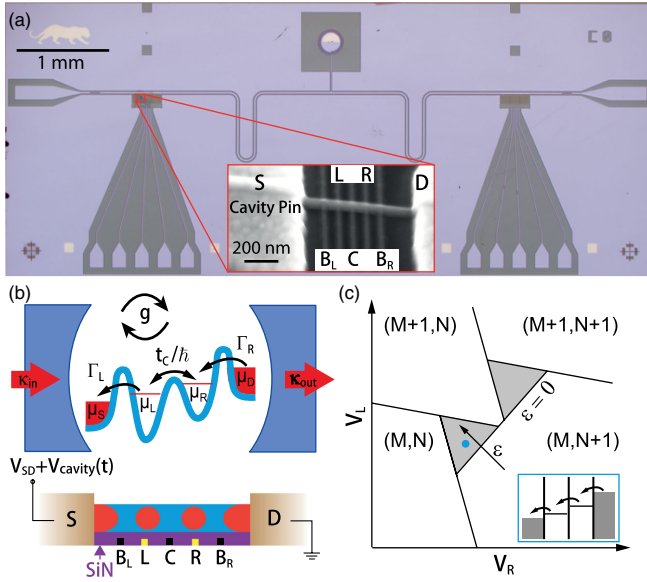 (a)
1 mm
C0
S
L R
D
Cavity Pin
200 nm
B_L C B_R
(b)
g
κ_in
Γ_L
t_C/ħ
Γ_R
κ_out
μ_S
μ_L
μ_R
μ_D
V_SD+V_cavity(t)
S
D
SiN
B_L L C R B_R
(c)
(M+1,N)
(M+1,N+1)
V_L
(M,N)
ε=0
(M,N+1)
ε
V_R